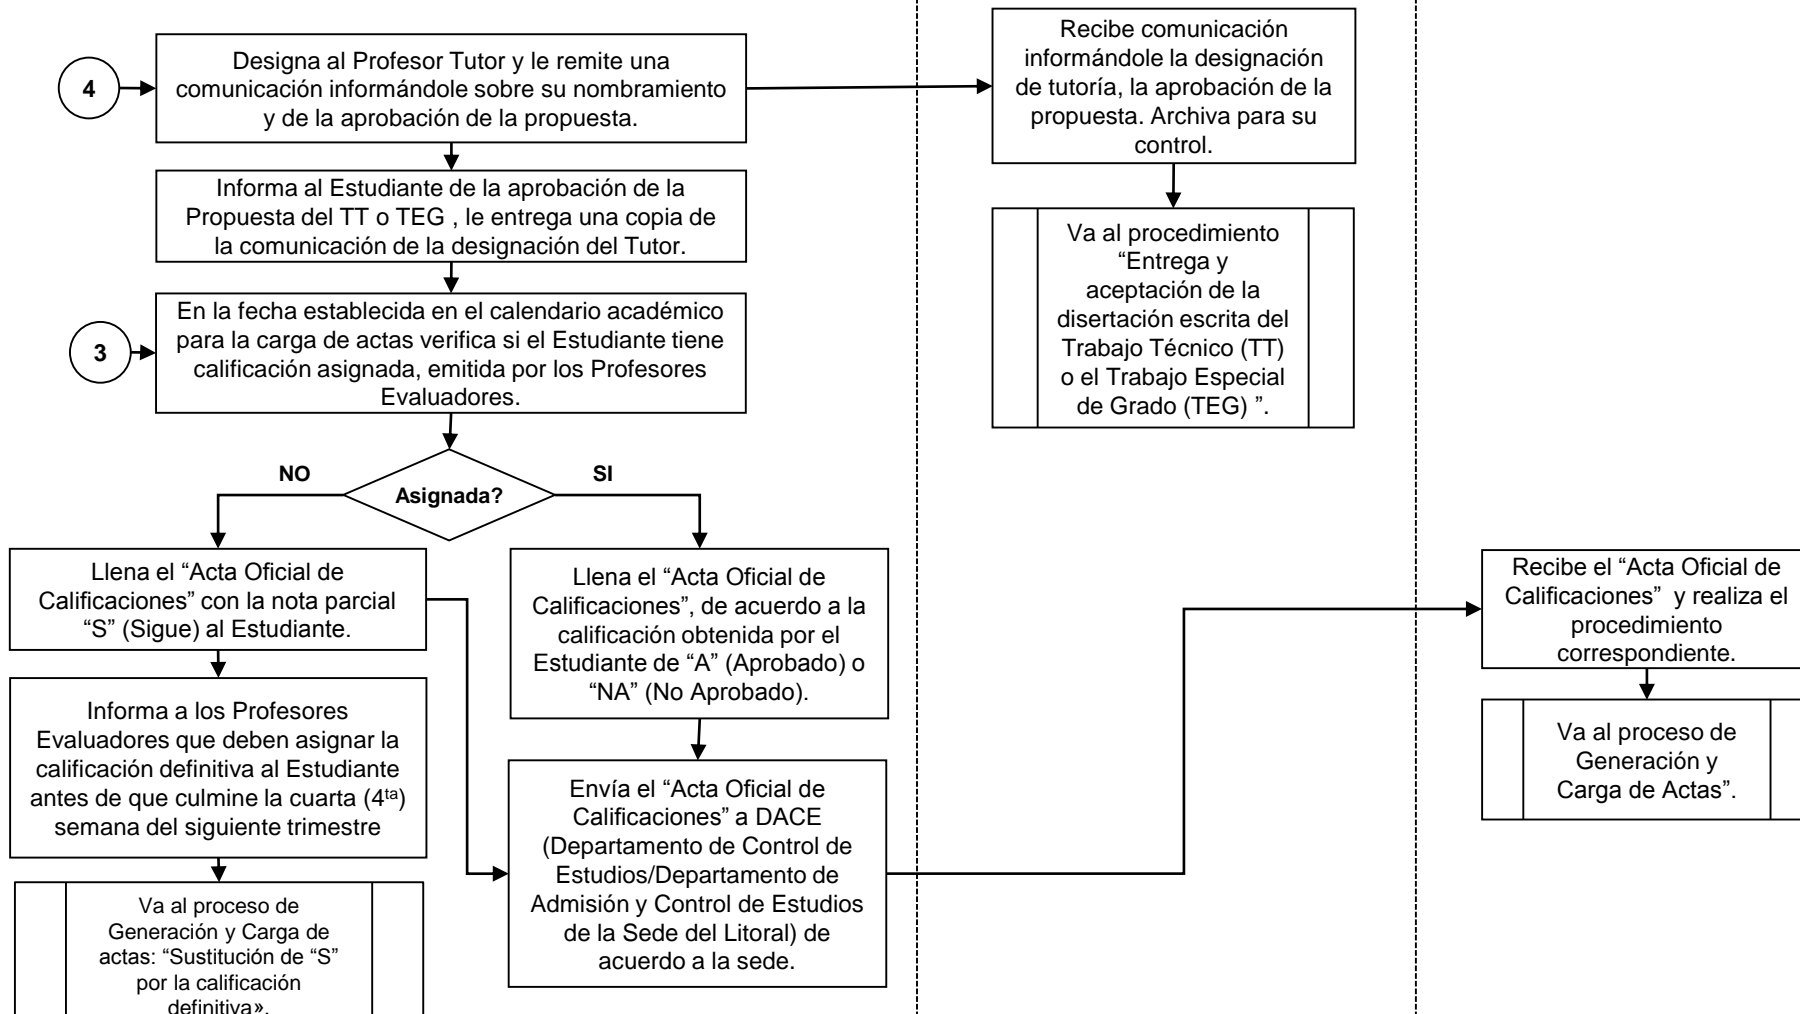 4
Designa al Profesor Tutor y le remite una
comunicación informándole sobre su nombramiento
y de la aprobación de la propuesta.
Recibe comunicación
informándole la designación
de tutoría, la aprobación de la
propuesta. Archiva para su
control.
Informa al Estudiante de la aprobación de la
Propuesta del TT o TEG , le entrega una copia de
la comunicación de la designación del Tutor.
Va al procedimiento
“Entrega y
aceptación de la
disertación escrita del
Trabajo Técnico (TT)
o el Trabajo Especial
de Grado (TEG) ”.
3
En la fecha establecida en el calendario académico
para la carga de actas verifica si el Estudiante tiene
calificación asignada, emitida por los Profesores
Evaluadores.
NO
Asignada?
SI
Llena el “Acta Oficial de
Calificaciones” con la nota parcial
“S” (Sigue) al Estudiante.
Llena el “Acta Oficial de
Calificaciones”, de acuerdo a la
calificación obtenida por el
Estudiante de “A” (Aprobado) o
“NA” (No Aprobado).
Recibe el “Acta Oficial de
Calificaciones” y realiza el
procedimiento
correspondiente.
Informa a los Profesores
Evaluadores que deben asignar la
calificación definitiva al Estudiante
antes de que culmine la cuarta (4ta)
semana del siguiente trimestre
Envía el “Acta Oficial de
Calificaciones” a DACE
(Departamento de Control de
Estudios/Departamento de
Admisión y Control de Estudios
de la Sede del Litoral) de
acuerdo a la sede.
Va al proceso de
Generación y
Carga de Actas”.
Va al proceso de
Generación y Carga de
actas: “Sustitución de “S”
por la calificación
definitiva».